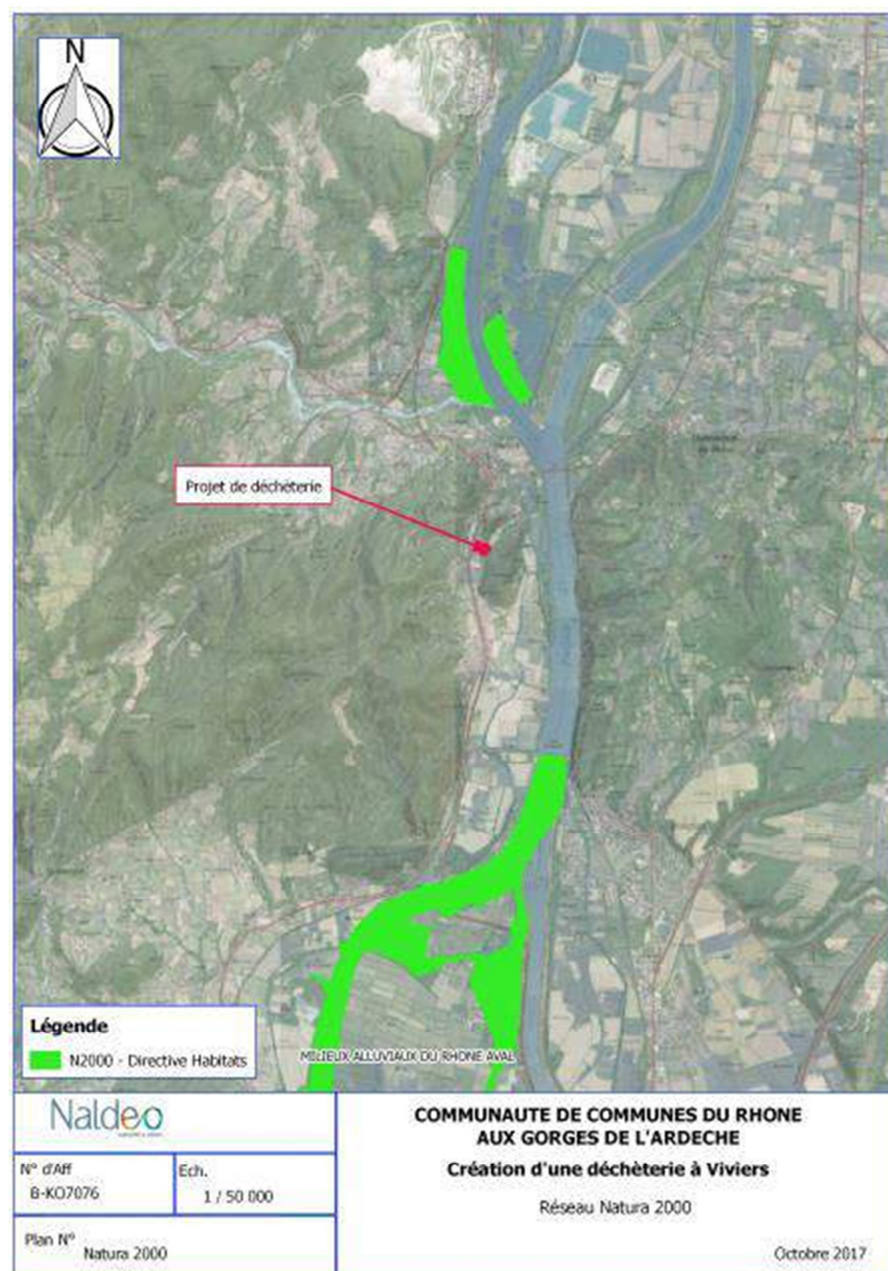 N
Projet de déchèterie
Légende
N2000 - Directive Habitats
MILIEUX ALLUVIAUX DU RHONE AVAL
Naldeo
N° d'Aff
B-KO7076
Ech.
1 / 50 000
Plan N°
Natura 2000
COMMUNAUTE DE COMMUNES DU RHONE
AUX GORGES DE L'ARDECHE
Création d'une déchèterie à Viviers
Réseau Natura 2000
Octobre 2017